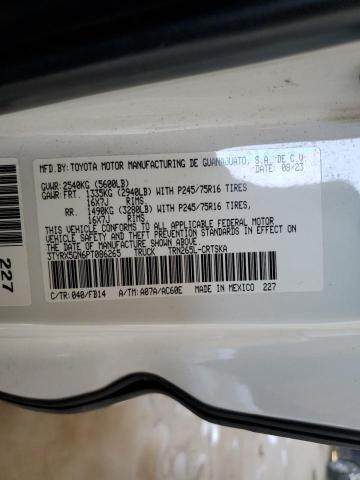 MFD.BY: TOYOTA MOTOR MANUFACTURING DE GUANAJUATO, S.A. DE C.V.
DATE: 08/23
GVWR: 2540KG (5600LB)
GAWR: FRT. 1335KG (2940LB) WITH P245/75R16 TIRES
16X7J RIMS
RR. 1490KG (3280LB) WITH P245/75R16 TIRES,
16X7J RIMS
THIS VEHICLE CONFORMS TO ALL APPLICABLE FEDERAL
MOTOR VEHICLE SAFETY STANDARDS IN EFFECT ON
THE DATE OF MANUFACTURE SHOWN ABOVE.
3TYRX5GN6PT086265 TRUCK TRN265L-CRTSKA
C/TR: 040/FB14 A/TM: A07A/AC60E MADE IN MEXICO 227
227